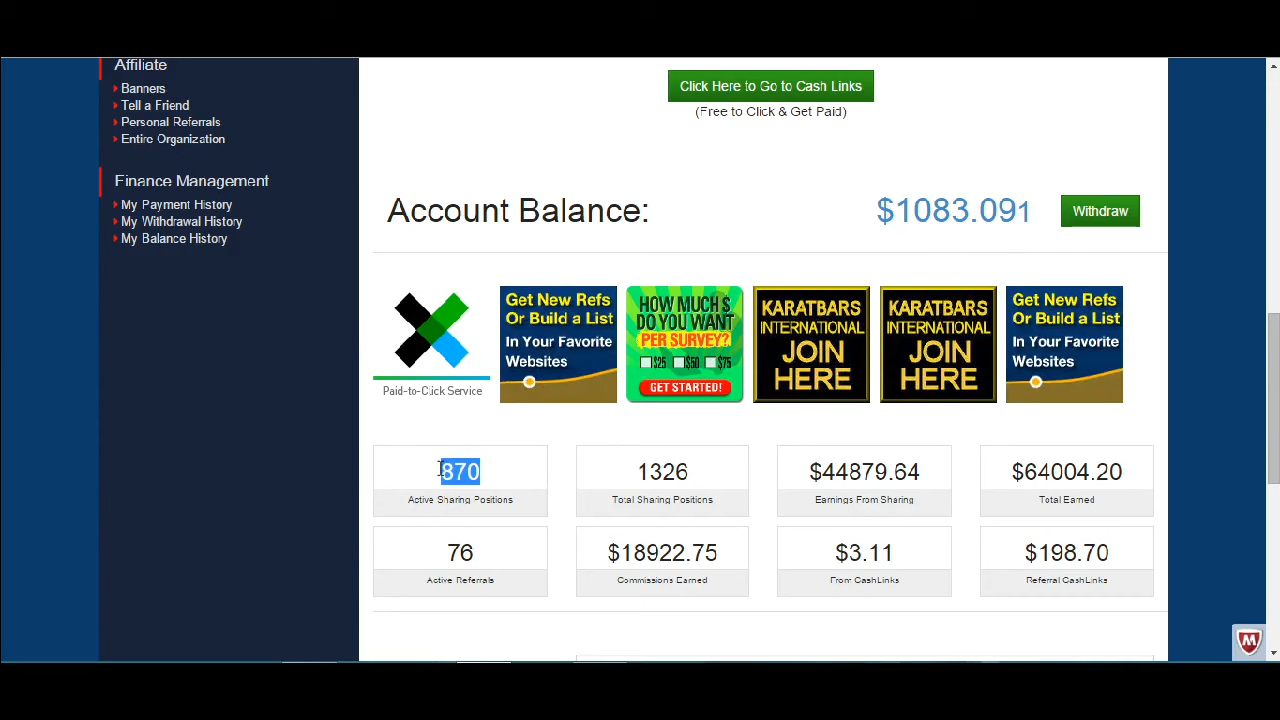 Affiliate
Banners
Tell a Friend
Personal Referrals
Entire Organization
Finance Management
My Payment History
My Withdrawal History
My Balance History
Click Here to Go to Cash Links
(Free to Click & Get Paid)
Account Balance:
$1083.091
Withdraw
Paid-to-Click Service
Get New Refs
Or Build a List
In Your Favorite
Websites
HOW MUCH $
DO YOU WANT
PER SURVEY?
$25 $50 $75
GET STARTED!
KARATBARS
INTERNATIONAL
JOIN
HERE
KARATBARS
INTERNATIONAL
JOIN
HERE
Get New Refs
Or Build a List
In Your Favorite
Websites
870
Active Sharing Positions
1326
Total Sharing Positions
$44879.64
Earnings From Sharing
$64004.20
Total Earned
76
Active Referrals
$18922.75
Commissions Earned
$3.11
From CashLinks
$198.70
Referral CashLinks